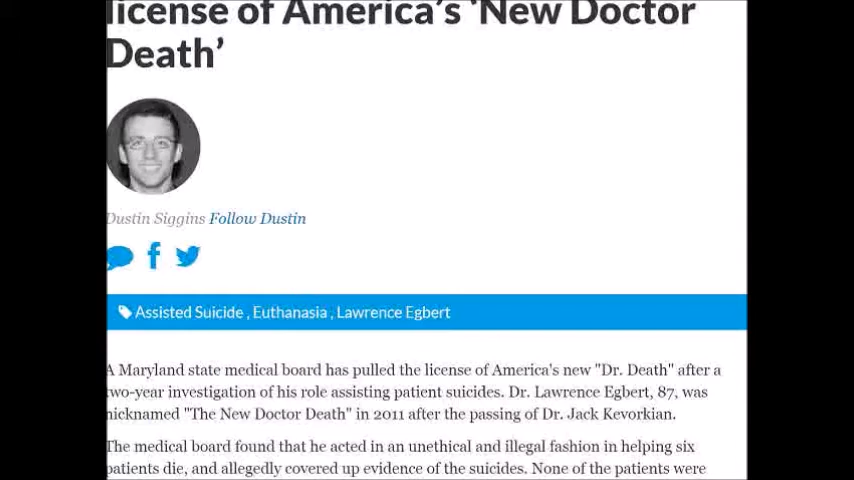 license of America's 'New Doctor
Death'
Dustin Siggins Follow Dustin
Assisted Suicide , Euthanasia , Lawrence Egbert
A Maryland state medical board has pulled the license of America's new "Dr. Death" after a
two-year investigation of his role assisting patient suicides. Dr. Lawrence Egbert, 87, was
nicknamed "The New Doctor Death" in 2011 after the passing of Dr. Jack Kevorkian.
The medical board found that he acted in an unethical and illegal fashion in helping six
patients die, and allegedly covered up evidence of the suicides. None of the patients were